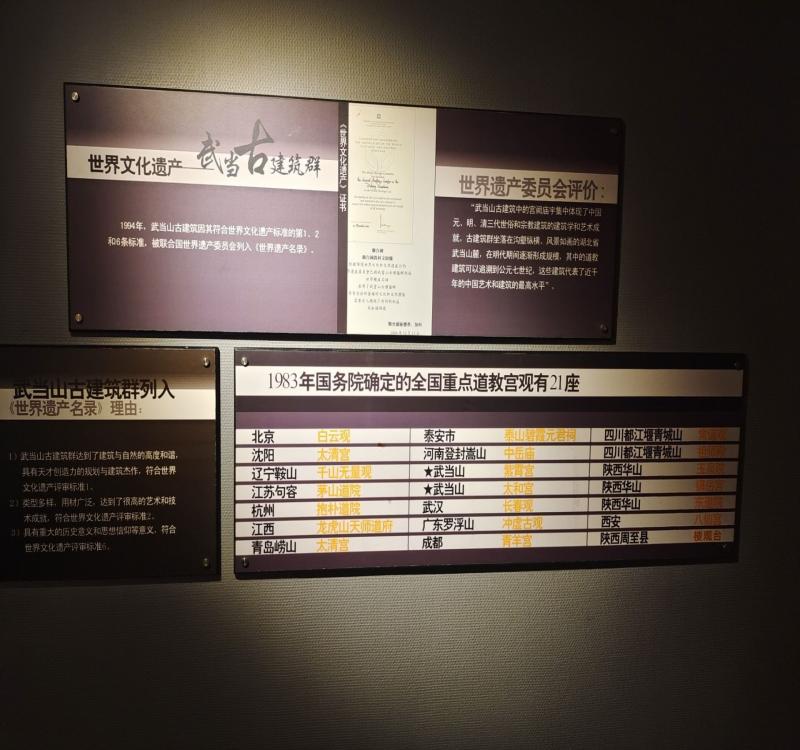 世界文化遗产 武当古建筑群
1994年，武当山古建筑因其符合世界文化遗产标准的第1、2
和6条标准，被联合国世界遗产委员会列入《世界遗产名录》。
《世界文化遗产》证书
世界遗产委员会评价：
“武当山古建筑中的宫阙庙宇集中体现了中国
元、明、清三代世俗和宗教建筑的建筑学和艺术成
就。古建筑群坐落在沟壑纵横、风景如画的湖北省
武当山麓，在明代期间逐渐形成规模，其中的道教
建筑可以追溯到公元七世纪，这些建筑代表了近千
年的中国艺术和建筑的最高水平”。
武当山古建筑群列入
《世界遗产名录》理由：
1）武当山古建筑群达到了建筑与自然的高度和谐，
具有天才创造力的规划与建筑杰作，符合世界
文化遗产评审标准1。
2）类型多样、用材广泛，达到了很高的艺术和技
术成就，符合世界文化遗产评审标准2。
3）具有重大的历史意义和思想信仰等意义，符合
世界文化遗产评审标准6。
1983年国务院确定的全国重点道教宫观有21座
北京 白云观 泰安市 泰山碧霞元君祠 四川都江堰青城山
沈阳 太清宫 河南登封嵩山 中岳庙 四川都江堰青城山
辽宁鞍山 千山无量观 ★武当山 紫霄宫 陕西华山
江苏句容 茅山道院 ★武当山 太和宫 陕西华山
杭州 抱朴道院 武汉 长春观 陕西华山
江西 龙虎山天师道府 广东罗浮山 冲虚古观 西安 八仙宫
青岛崂山 太清宫 成都 青羊宫 陕西周至县 楼观台